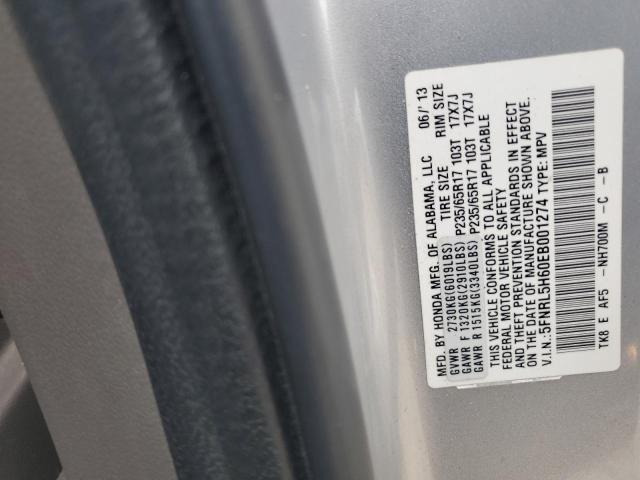 MFD. BY HONDA MFG. OF ALABAMA, LLC 06/'13
TIRE SIZE RIM SIZE
GVWR 2730KG(6019LBS)
GAWR F 1320KG(2910LBS) P235/65R17 103T 17X7J
GAWR R 1515KG(3340LBS) P235/65R17 103T 17X7J
THIS VEHICLE CONFORMS TO ALL APPLICABLE
FEDERAL MOTOR VEHICLE SAFETY
AND THEFT PREVENTION STANDARDS IN EFFECT
ON THE DATE OF MANUFACTURE SHOWN ABOVE.
V.I.N.: 5FNRL5H60EB001274 TYPE: MPV
TK8 E AF5 -NH700M -C -B